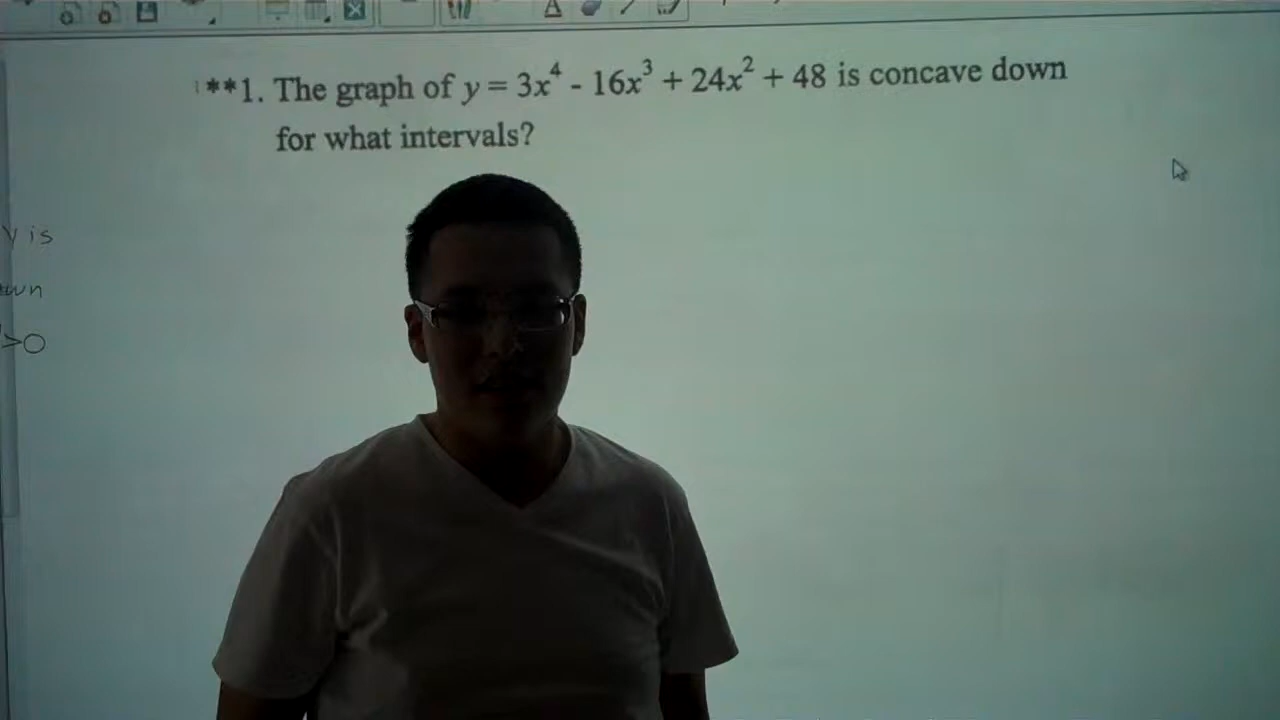 **1. The graph of y = 3x⁴ - 16x³ + 24x² + 48 is concave down
for what intervals?
y is
>0